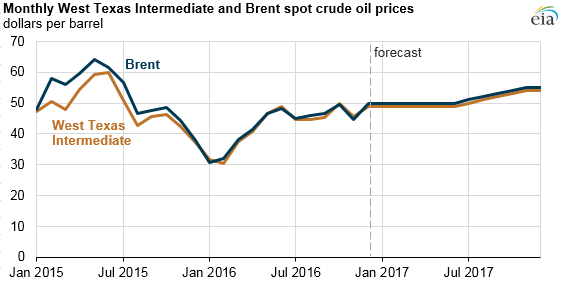 Monthly West Texas Intermediate and Brent spot crude oil prices
dollars per barrel
eia
70
forecast
60
Brent
50
40
West Texas
Intermediate
30
20
10
0
Jan 2015
Jul 2015
Jan 2016
Jul 2016
Jan 2017
Jul 2017